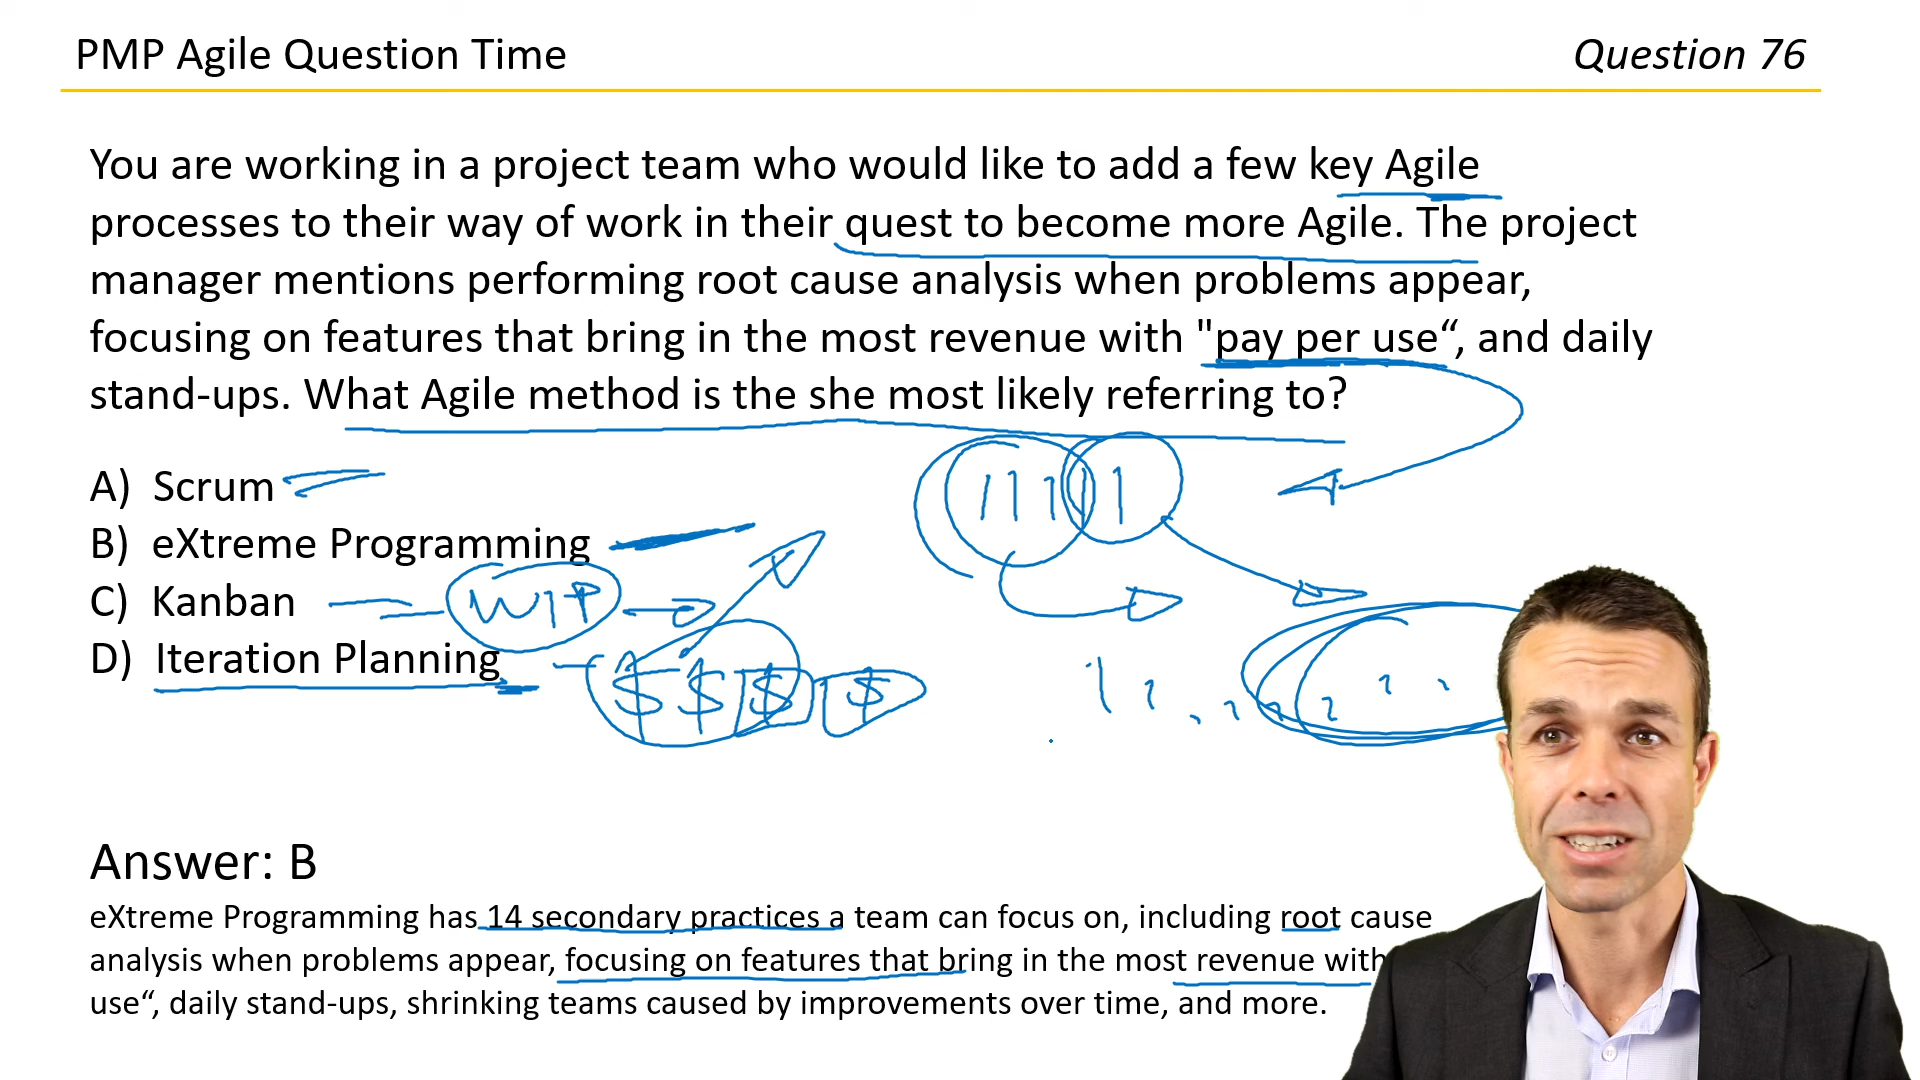 PMP Agile Question Time
Question 76
You are working in a project team who would like to add a few key Agile
processes to their way of work in their quest to become more Agile. The project
manager mentions performing root cause analysis when problems appear,
focusing on features that bring in the most revenue with "pay per use“, and daily
stand-ups. What Agile method is the she most likely referring to?
A) Scrum
B) eXtreme Programming
C) Kanban
WIP
D) Iteration Planning
$ $ $ $
Answer: B
eXtreme Programming has 14 secondary practices a team can focus on, including root cause
analysis when problems appear, focusing on features that bring in the most revenue with
use“, daily stand-ups, shrinking teams caused by improvements over time, and more.